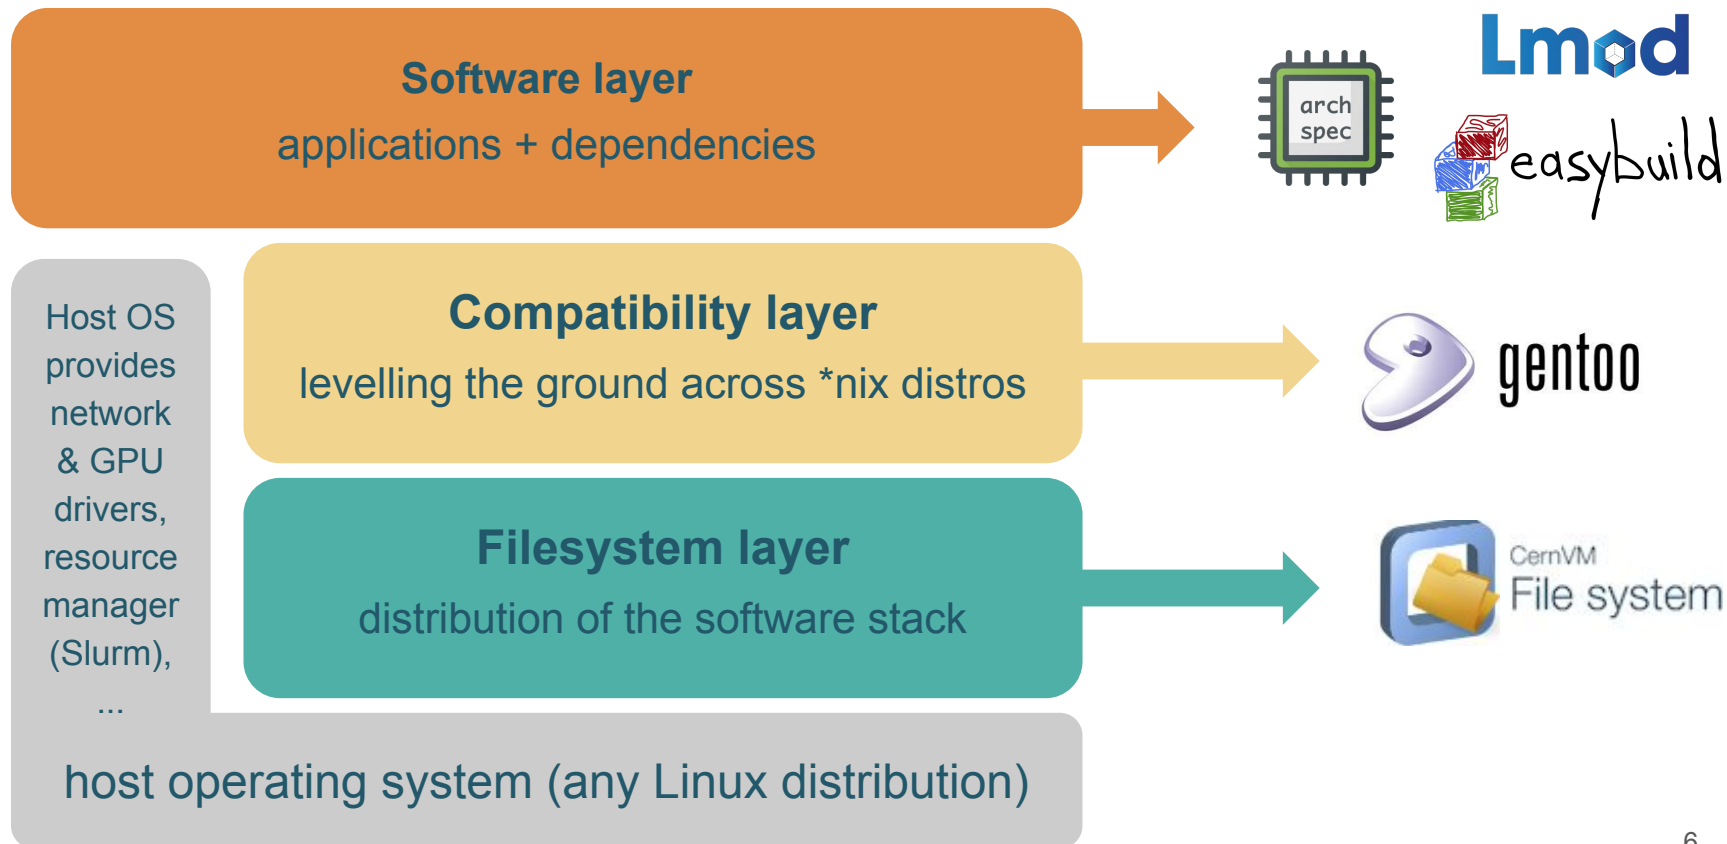 Software layer
applications + dependencies
arch
spec
Lmod
easybuild
Host OS
provides
network
& GPU
drivers,
resource
manager
(Slurm),
...
Compatibility layer
levelling the ground across *nix distros
gentoo
Filesystem layer
distribution of the software stack
CernVM
File system
host operating system (any Linux distribution)
6